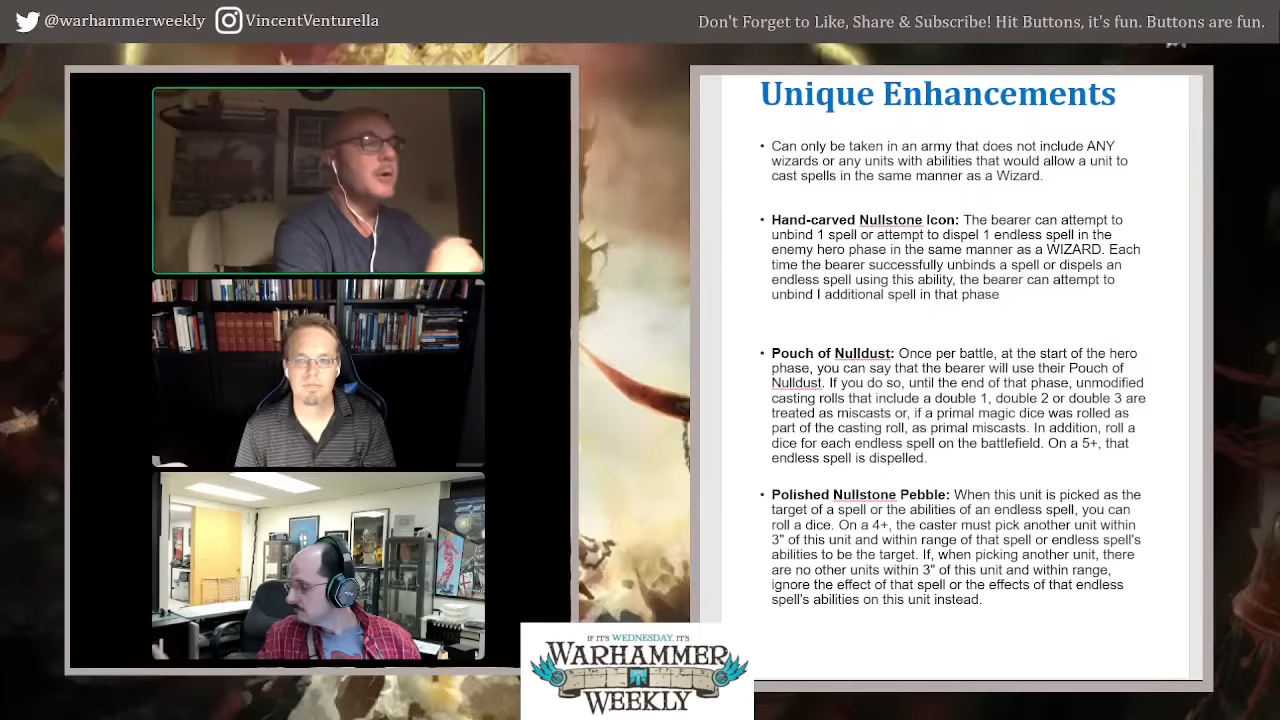 @warhammerweekly VincentVenturella
Don't Forget to Like, Share & Subscribe! Hit Buttons, it's fun. Buttons are fun.
Unique Enhancements
• Can only be taken in an army that does not include ANY
wizards or any units with abilities that would allow a unit to
cast spells in the same manner as a Wizard.
• Hand-carved Nullstone Icon: The bearer can attempt to
unbind 1 spell or attempt to dispel 1 endless spell in the
enemy hero phase in the same manner as a WIZARD. Each
time the bearer successfully unbinds a spell or dispels an
endless spell using this ability, the bearer can attempt to
unbind I additional spell in that phase
• Pouch of Nulldust: Once per battle, at the start of the hero
phase, you can say that the bearer will use their Pouch of
Nulldust. If you do so, until the end of that phase, unmodified
casting rolls that include a double 1, double 2 or double 3 are
treated as miscasts or, if a primal magic dice was rolled as
part of the casting roll, as primal miscasts. In addition, roll a
dice for each endless spell on the battlefield. On a 5+, that
endless spell is dispelled.
• Polished Nullstone Pebble: When this unit is picked as the
target of a spell or the abilities of an endless spell, you can
roll a dice. On a 4+, the caster must pick another unit within
3" of this unit and within range of that spell or endless spell's
abilities to be the target. If, when picking another unit, there
are no other units within 3" of this unit and within range,
ignore the effect of that spell or the effects of that endless
spell's abilities on this unit instead.
IF IT'S WEDNESDAY, IT'S
WARHAMMER
WEEKLY